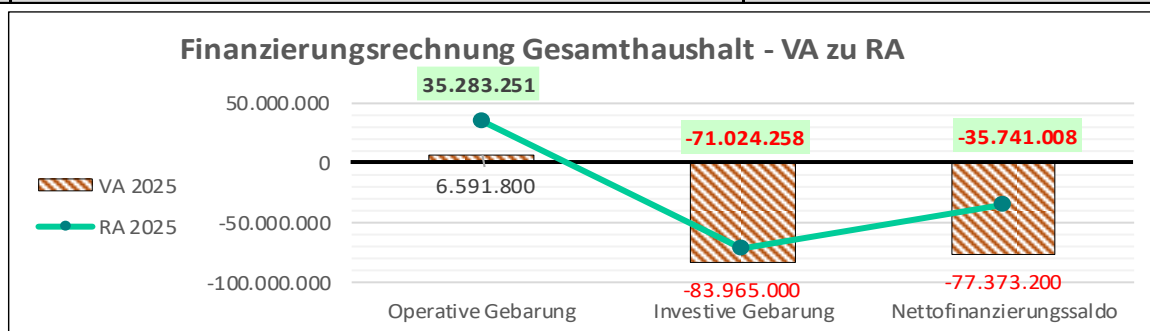 Finanzierungsrechnung Gesamthaushalt - VA zu RA
35.283.251
50.000.000
-71.024.258
-35.741.008
0
VA 2025
6.591.800
RA 2025
-50.000.000
-100.000.000
-83.965.000
-77.373.200
Operative Gebarung
Investive Gebarung
Nettofinanzierungssaldo